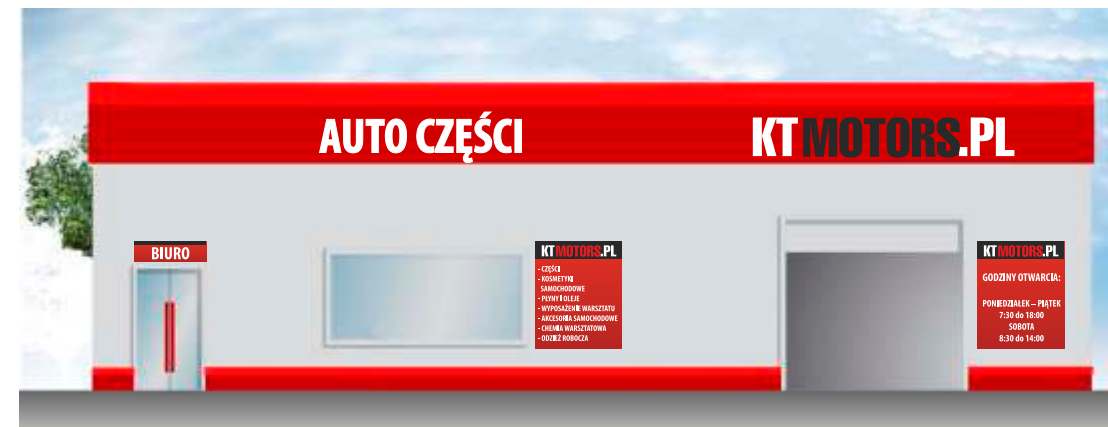 AUTO CZĘŚCI
KTMOTORS.PL
BIURO
KTMOTORS.PL
- CZĘŚCI
- KOSMETYKI
SAMOCHODOWE
- PŁYNY I OLEJE
- WYPOSAŻENIE WARSZTATU
- AKCESORIA SAMOCHODOWE
- CHEMIA WARSZTATOWA
- ODZIEŻ ROBOCZA
KTMOTORS.PL
GODZINY OTWARCIA:
PONIEDZIAŁEK – PIĄTEK
7:30 do 18:00
SOBOTA
8:30 do 14:00